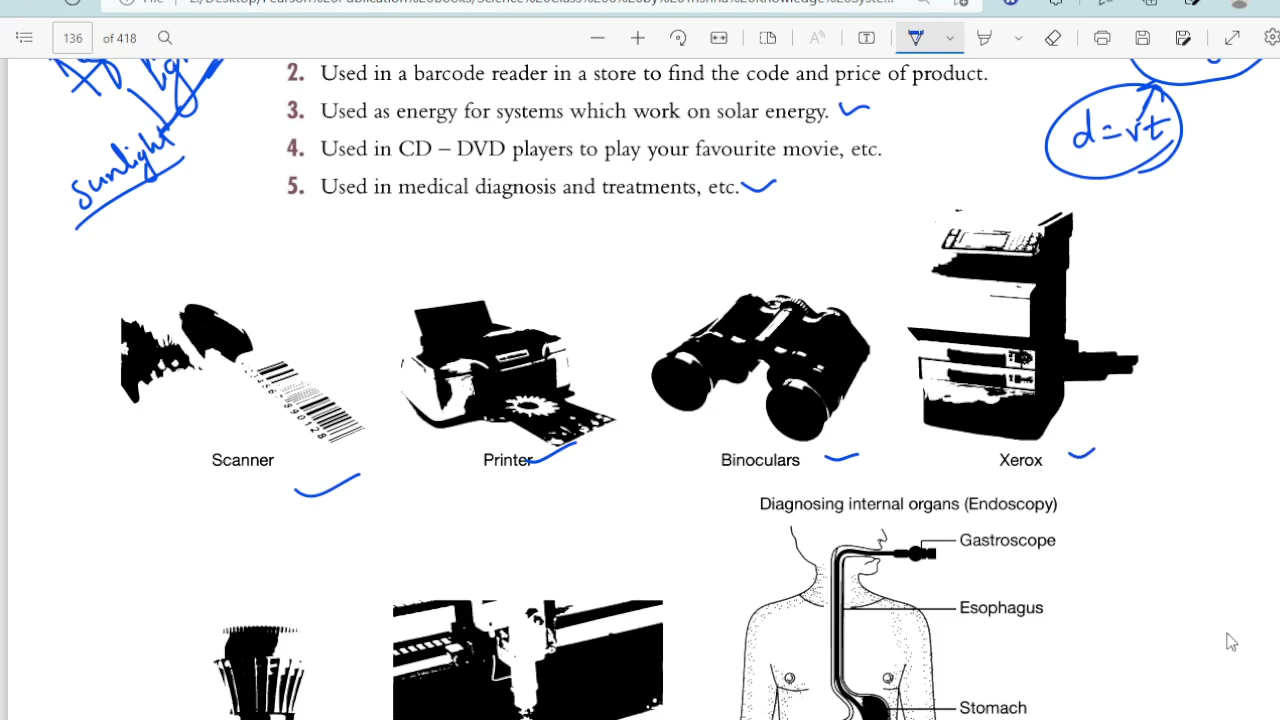 136 of 418
2. Used in a barcode reader in a store to find the code and price of product.
3. Used as energy for systems which work on solar energy.
4. Used in CD – DVD players to play your favourite movie, etc.
5. Used in medical diagnosis and treatments, etc.
sunlight
d=vt
Scanner
Printer
Binoculars
Xerox
Diagnosing internal organs (Endoscopy)
Gastroscope
Esophagus
Stomach